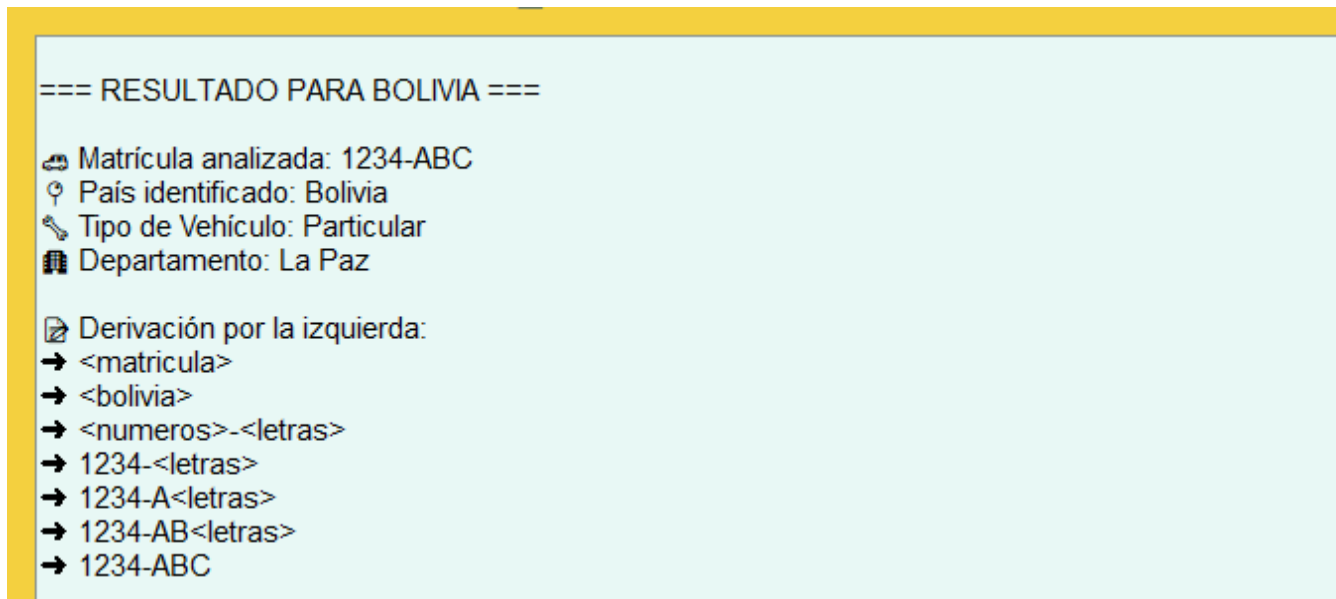 === RESULTADO PARA BOLIVIA ===
🚗 Matrícula analizada: 1234-ABC
📍 País identificado: Bolivia
🔧 Tipo de Vehículo: Particular
🏢 Departamento: La Paz
📝 Derivación por la izquierda:
➜ <matricula>
➜ <bolivia>
➜ <numeros>-<letras>
➜ 1234-<letras>
➜ 1234-A<letras>
➜ 1234-AB<letras>
➜ 1234-ABC